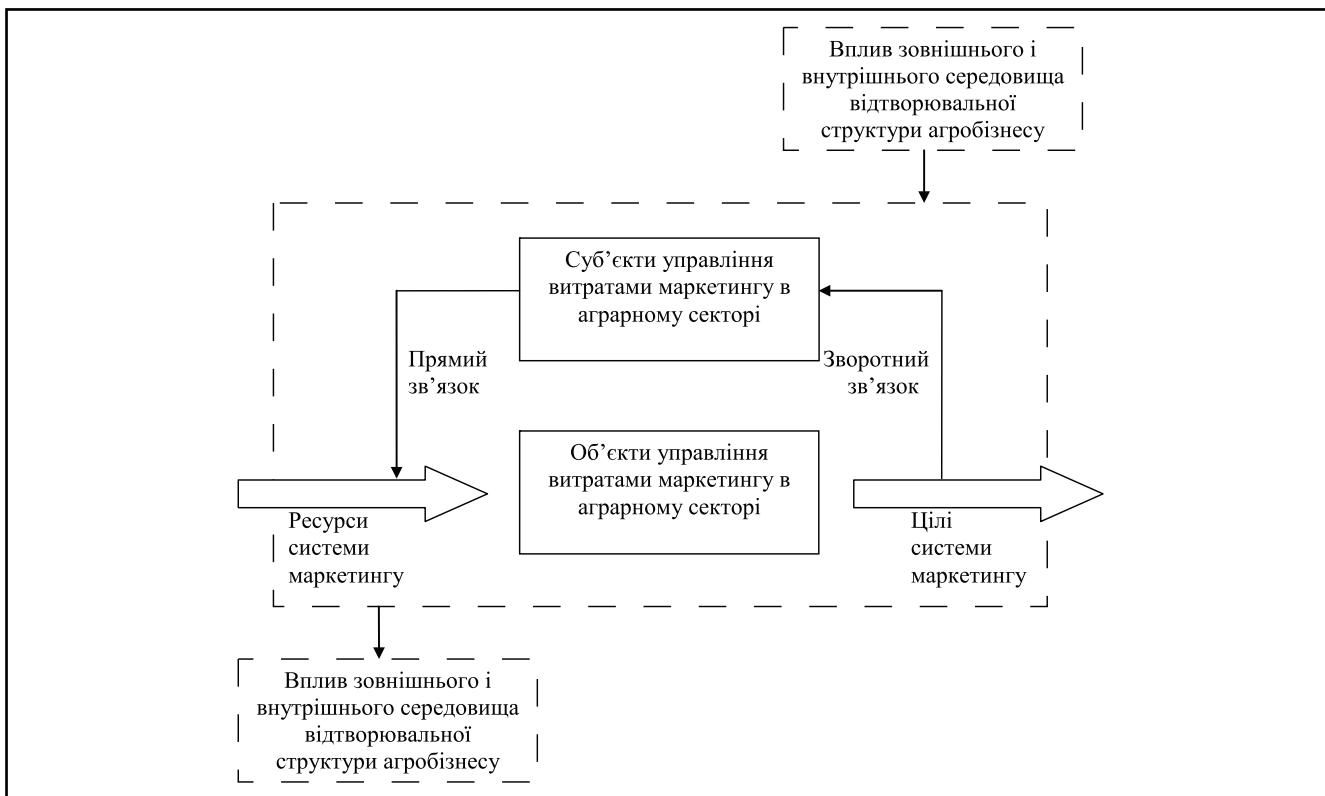 Вплив зовнішнього і
внутрішнього середовища
відтворювальної
структури агробізнесу
Суб’єкти управління
витратами маркетингу в
аграрному секторі
Прямий
зв’язок
Зворотний
зв’язок
Об’єкти управління
витратами маркетингу в
аграрному секторі
Ресурси
системи
маркетингу
Цілі
системи
маркетингу
Вплив зовнішнього і
внутрішнього середовища
відтворювальної
структури агробізнесу